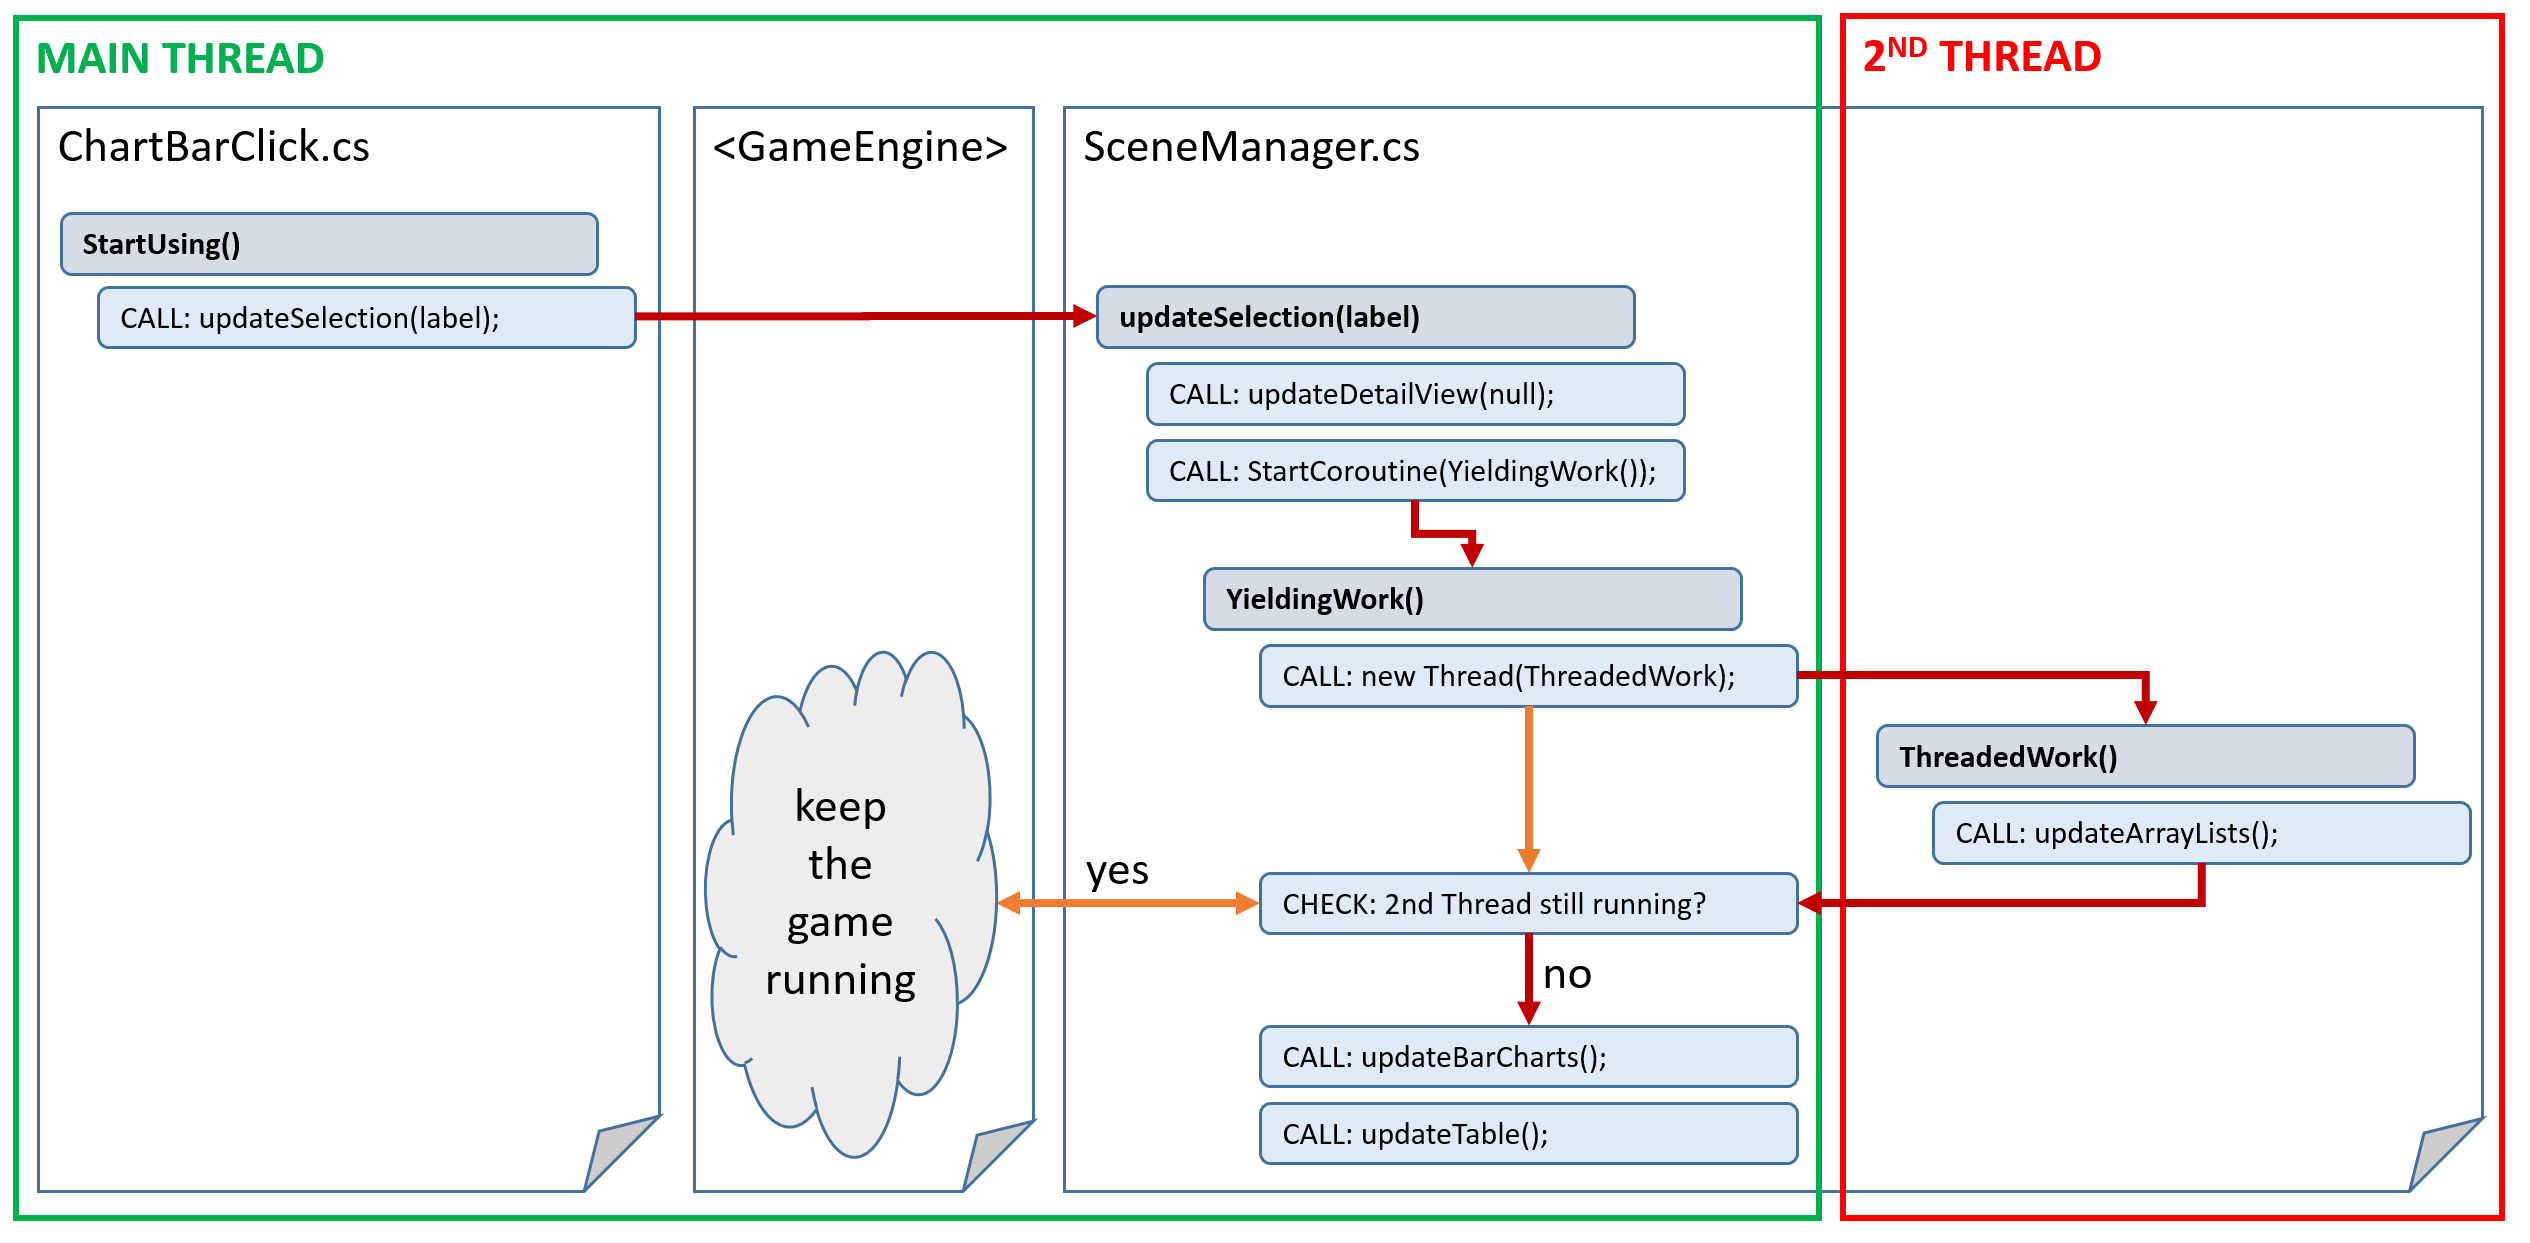 MAIN THREAD
2ND THREAD
ChartBarClick.cs
<GameEngine>
SceneManager.cs
StartUsing()
CALL: updateSelection(label);
updateSelection(label)
CALL: updateDetailView(null);
CALL: StartCoroutine(YieldingWork());
YieldingWork()
CALL: new Thread(ThreadedWork);
ThreadedWork()
CALL: updateArrayLists();
keep
the
game
running
yes
CHECK: 2nd Thread still running?
no
CALL: updateBarCharts();
CALL: updateTable();